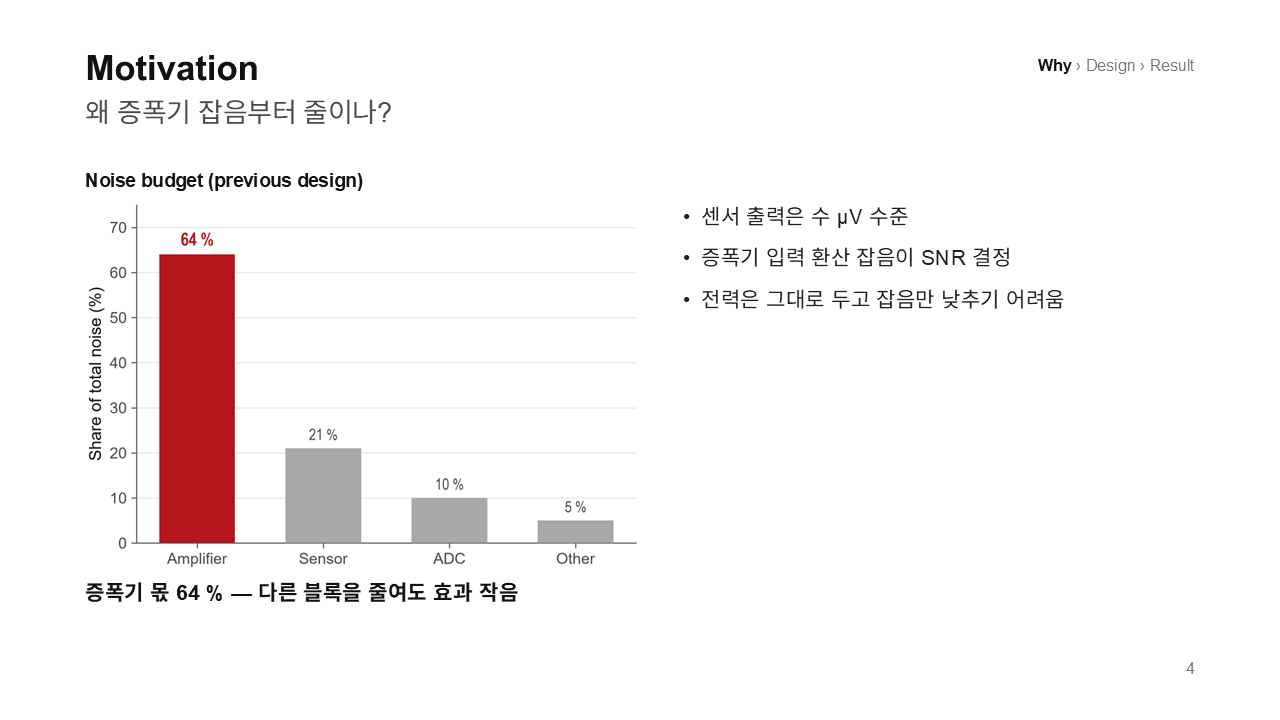 Motivation
Why › Design › Result
왜 증폭기 잡음부터 줄이나?
Noise budget (previous design)
Share of total noise (%)
70
60
50
40
30
20
10
0
64 %
21 %
10 %
5 %
Amplifier
Sensor
ADC
Other
증폭기 몫 64 % — 다른 블록을 줄여도 효과 작음
• 센서 출력은 수 µV 수준
• 증폭기 입력 환산 잡음이 SNR 결정
• 전력은 그대로 두고 잡음만 낮추기 어려움
4